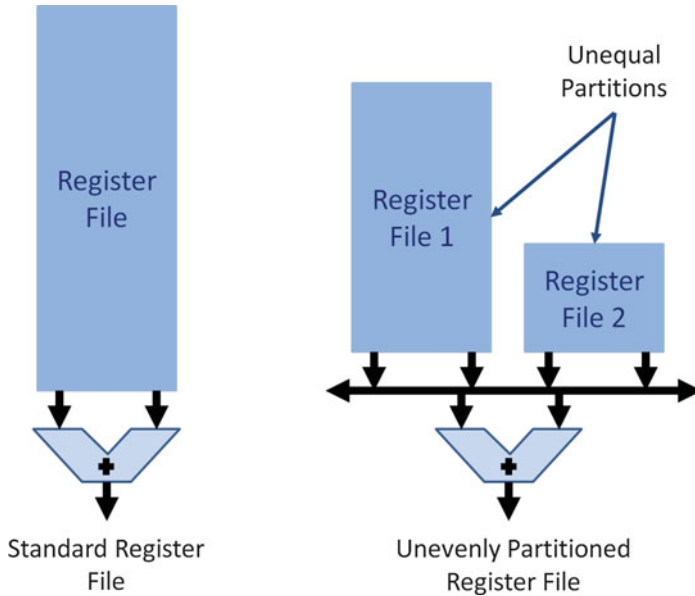 Register
File
Unequal
Partitions
Register
File 1
Register
File 2
+
+
Standard Register
File
Unevenly Partitioned
Register File